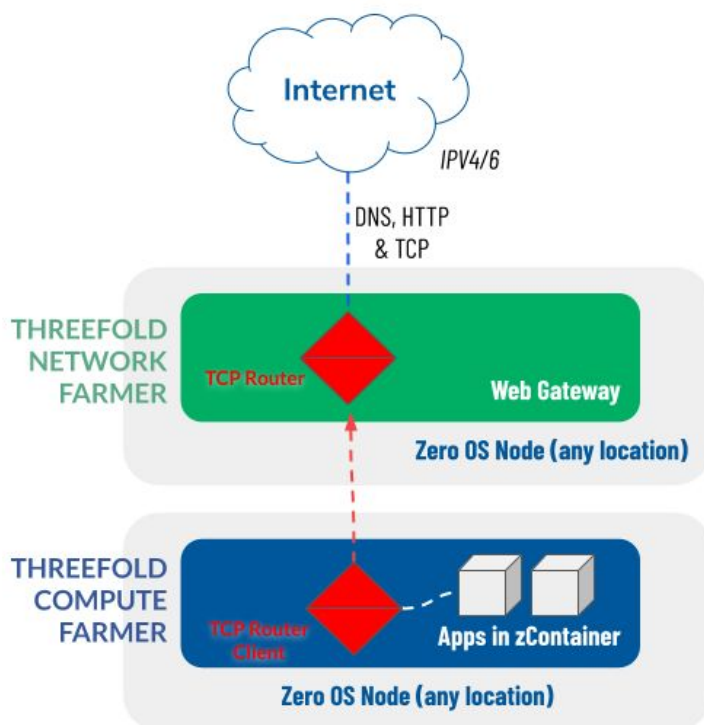 Internet
IPV4/6
DNS, HTTP
& TCP
THREEFOLD
NETWORK
FARMER
TCP Router
Web Gateway
Zero OS Node (any location)
THREEFOLD
COMPUTE
FARMER
TCP Router
Client
Apps in zContainer
Zero OS Node (any location)